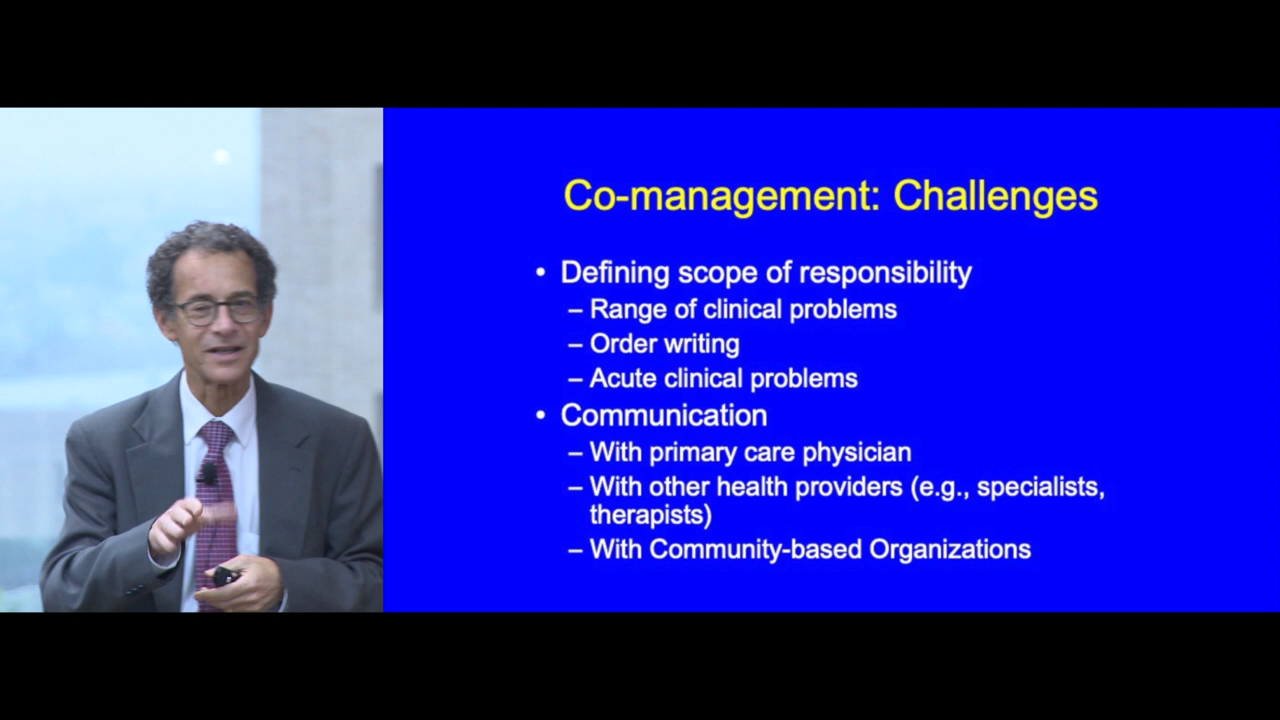 Co-management: Challenges
• Defining scope of responsibility
– Range of clinical problems
– Order writing
– Acute clinical problems
• Communication
– With primary care physician
– With other health providers (e.g., specialists,
therapists)
– With Community-based Organizations